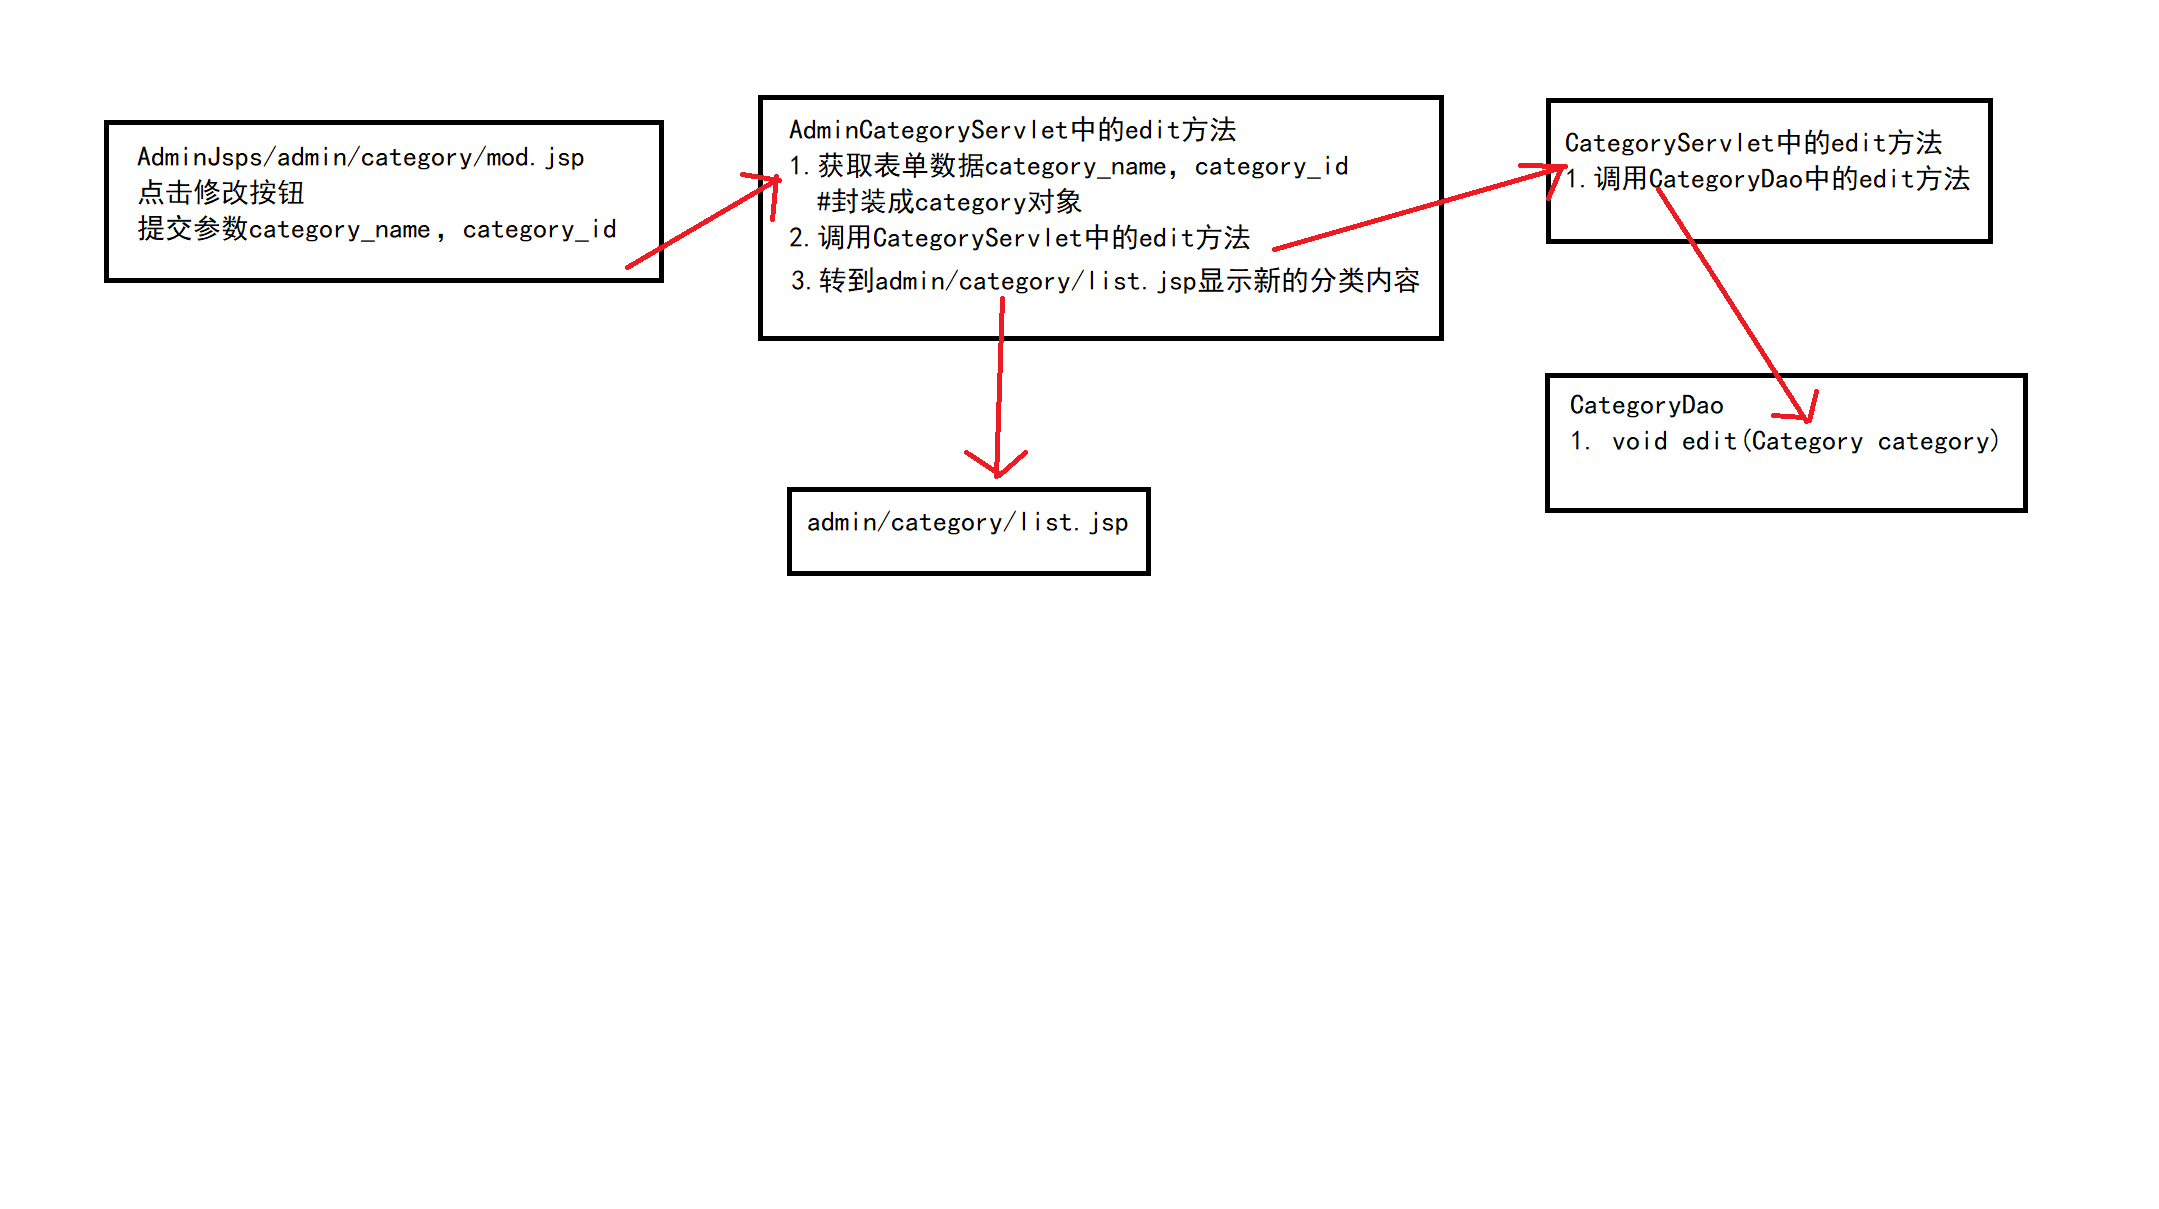 AdminJsps/admin/category/mod.jsp
点击修改按钮
提交参数category_name，category_id
AdminCategoryServlet中的edit方法
1.获取表单数据category_name，category_id
#封装成category对象
2.调用CategoryServlet中的edit方法
3.转到admin/category/list.jsp显示新的分类内容
CategoryServlet中的edit方法
1.调用CategoryDao中的edit方法
CategoryDao
1. void edit(Category category)
admin/category/list.jsp